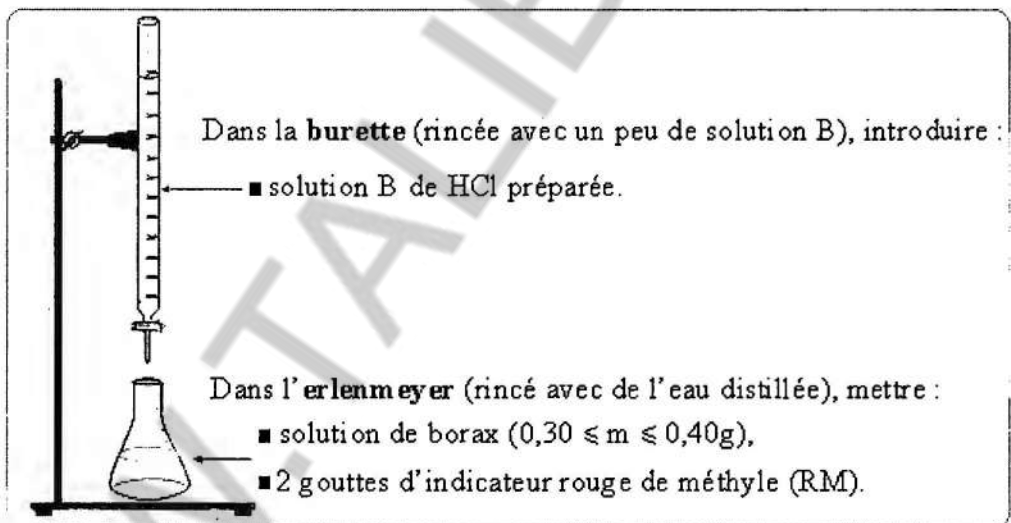 Dans la burette (rincée avec un peu de solution B), introduire :
■ solution B de HCl préparée.
Dans l'erlenmeyer (rincé avec de l'eau distillée), mettre :
■ solution de borax (0,30 ⩽ m ⩽ 0,40g),
■ 2 gouttes d'indicateur rouge de méthyle (RM).